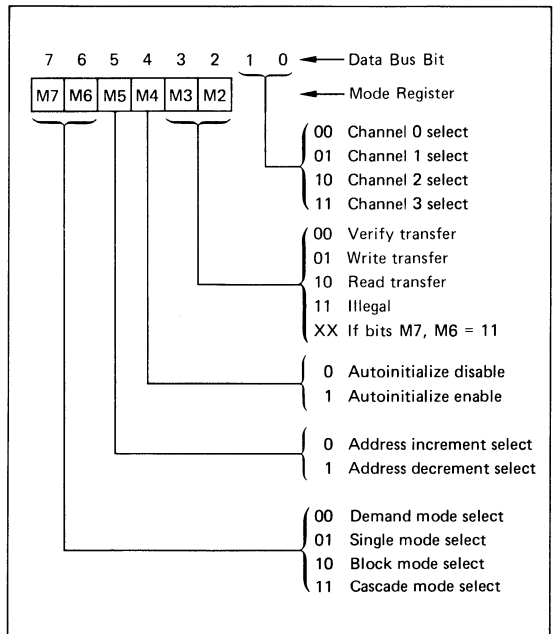 7 6 5 4 3 2 1 0 Data Bus Bit
M7 M6 M5 M4 M3 M2 Mode Register
00 Channel 0 select
01 Channel 1 select
10 Channel 2 select
11 Channel 3 select
00 Verify transfer
01 Write transfer
10 Read transfer
11 Illegal
XX If bits M7, M6 = 11
0 Autoinitialize disable
1 Autoinitialize enable
0 Address increment select
1 Address decrement select
00 Demand mode select
01 Single mode select
10 Block mode select
11 Cascade mode select